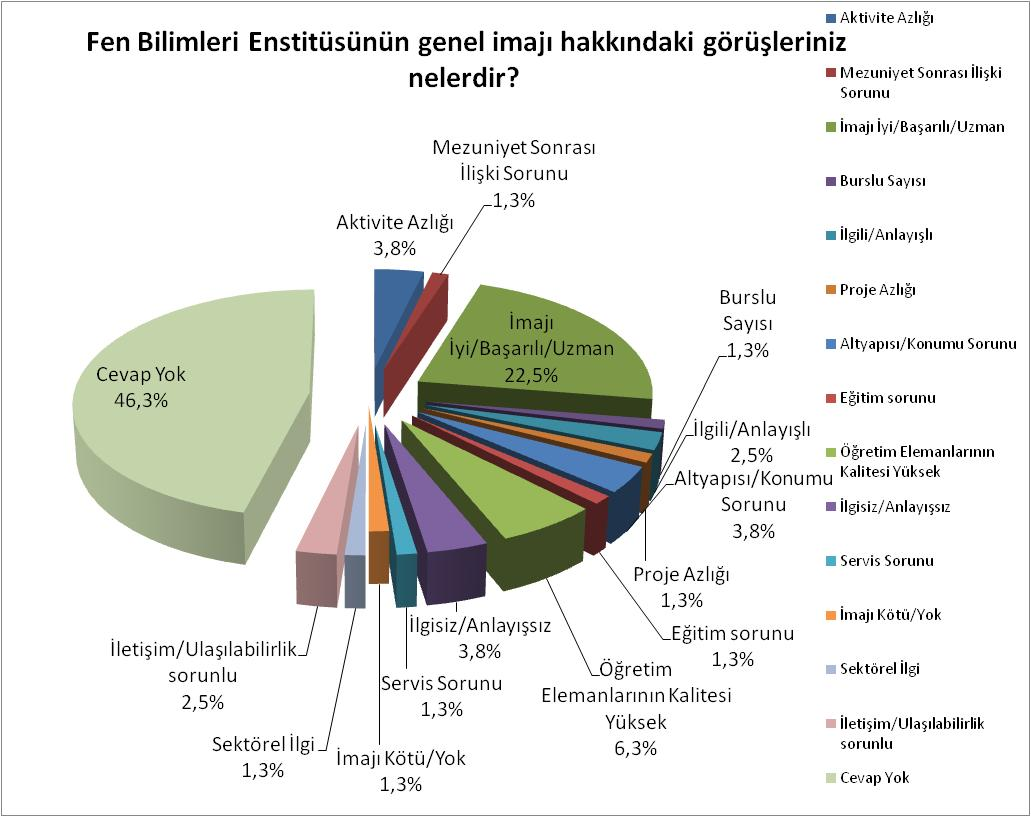 Fen Bilimleri Enstitüsünün genel imajı hakkındaki görüşleriniz
nelerdir?
Mezuniyet Sonrası
İlişki Sorunu
1,3%
Aktivite Azlığı
3,8%
İmajı
İyi/Başarılı/Uzman
22,5%
Burslu
Sayısı
1,3%
Cevap Yok
46,3%
İlgili/Anlayışlı
2,5%
Altyapısı/Konumu
Sorunu
3,8%
Proje Azlığı
1,3%
Eğitim sorunu
1,3%
Öğretim
Elemanlarının Kalitesi
Yüksek
6,3%
İlgisiz/Anlayışsız
3,8%
Servis Sorunu
1,3%
İmajı Kötü/Yok
1,3%
Sektörel İlgi
1,3%
İletişim/Ulaşılabilirlik
sorunlu
2,5%
Aktivite Azlığı
Mezuniyet Sonrası İlişki
Sorunu
İmajı İyi/Başarılı/Uzman
Burslu Sayısı
İlgili/Anlayışlı
Proje Azlığı
Altyapısı/Konumu Sorunu
Eğitim sorunu
Öğretim Elemanlarının
Kalitesi Yüksek
İlgisiz/Anlayışsız
Servis Sorunu
İmajı Kötü/Yok
Sektörel İlgi
İletişim/Ulaşılabilirlik
sorunlu
Cevap Yok